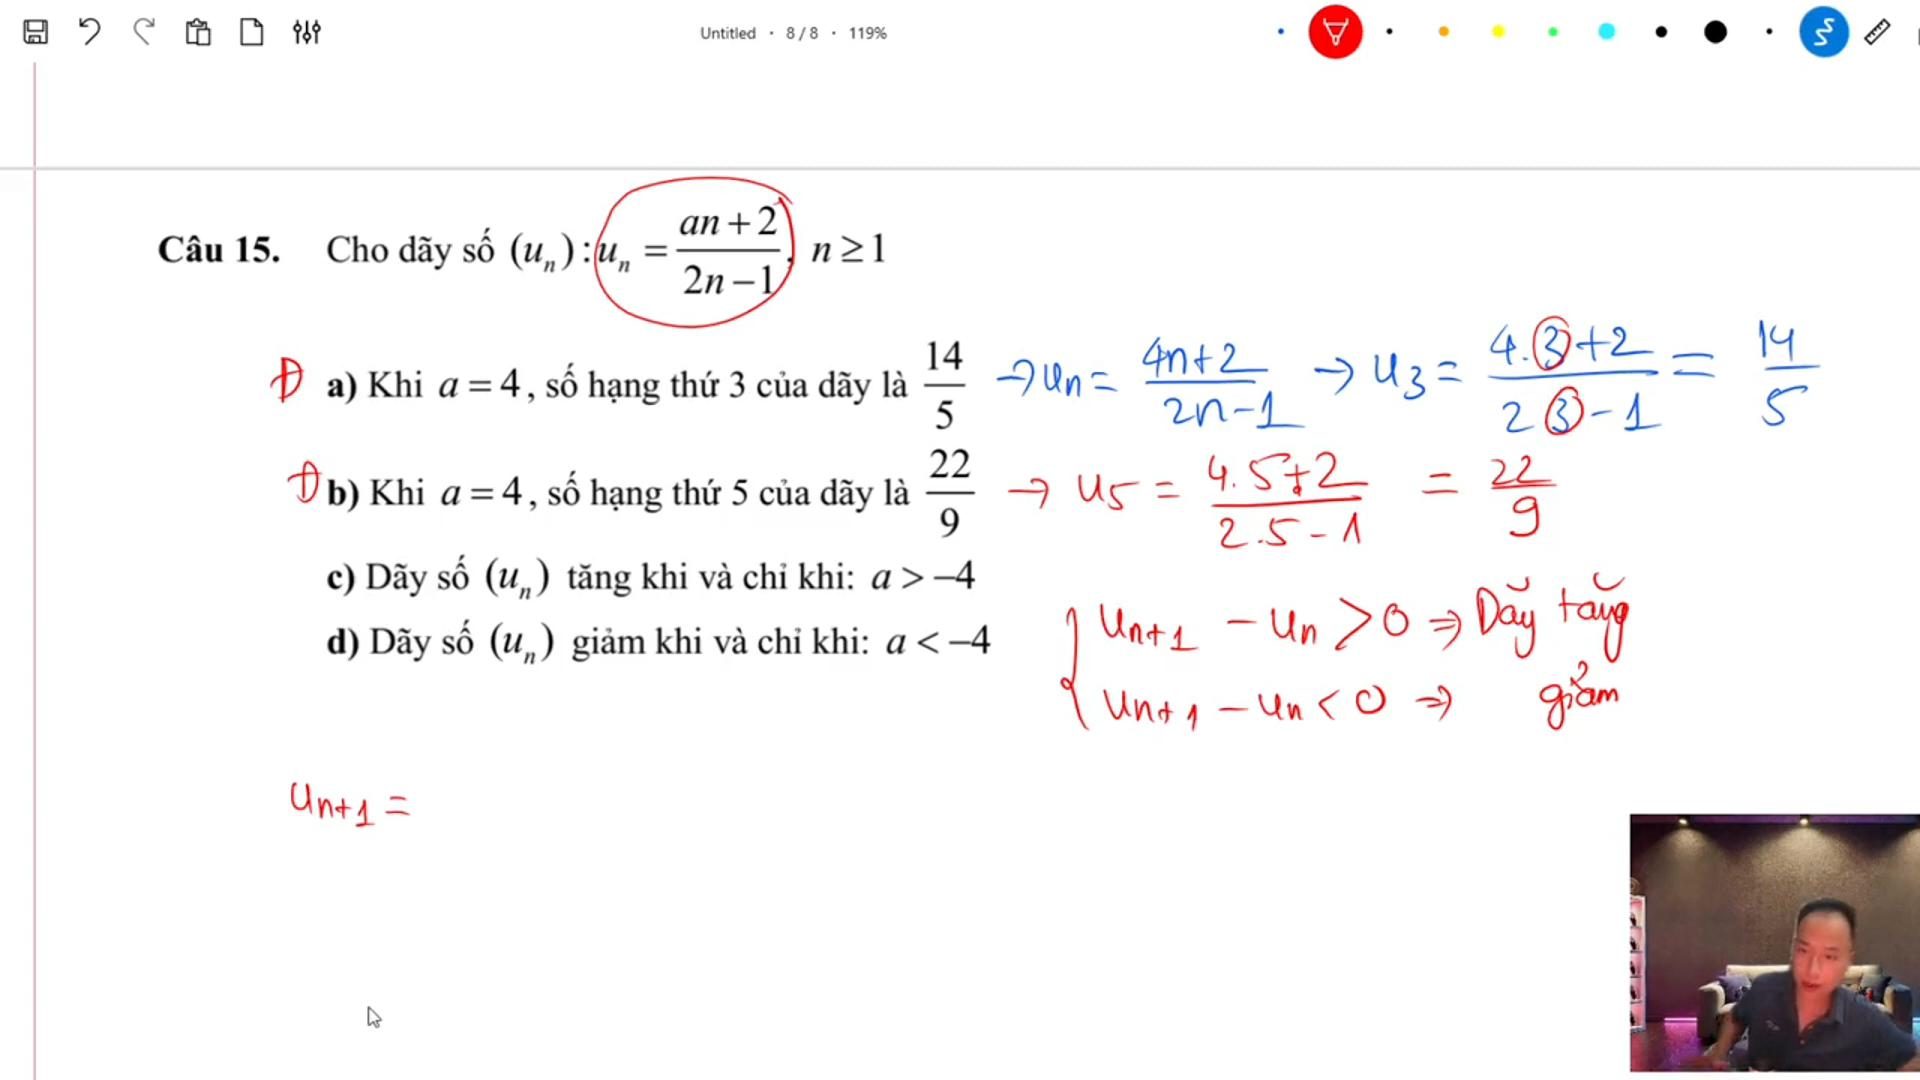 Untitled • 8 / 8 • 119%
Câu 15. Cho dãy số (uₙ): uₙ = (an + 2)/(2n − 1), n ≥ 1
Đ a) Khi a = 4, số hạng thứ 3 của dãy là 14/5 → uₙ = (4n+2)/(2n-1) → u₃ = (4.3+2)/(2 3 - 1) = 14/5
Đ b) Khi a = 4, số hạng thứ 5 của dãy là 22/9 → u₅ = (4.5+2)/(2.5-1) = 22/9
c) Dãy số (uₙ) tăng khi và chỉ khi: a > −4
uₙ₊₁ - uₙ > 0 ⇒ Dãy tăng
d) Dãy số (uₙ) giảm khi và chỉ khi: a < −4
uₙ₊₁ - uₙ < 0 ⇒ giảm
uₙ₊₁ =